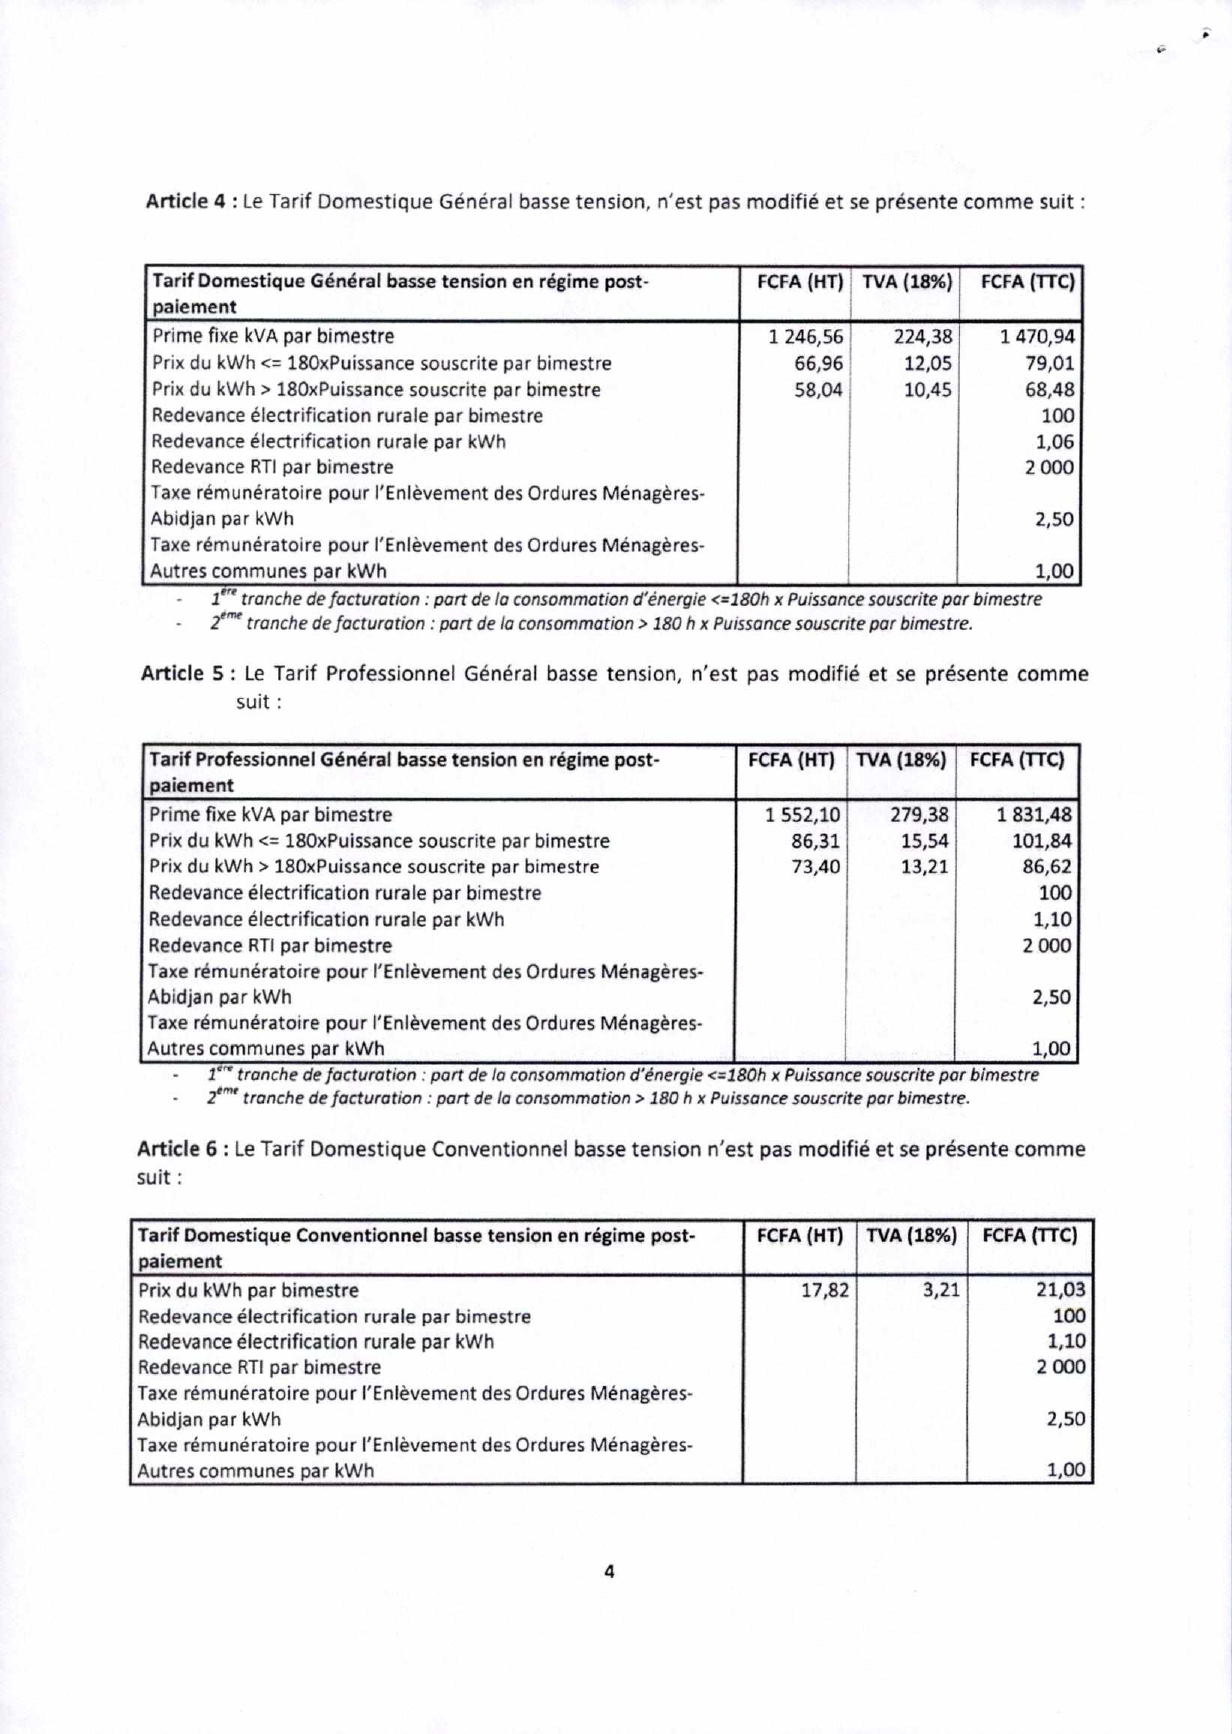 Article 4 : Le Tarif Domestique Général basse tension, n'est pas modifié et se présente comme suit :
Tarif Domestique Général basse tension en régime post- FCFA (HT) TVA (18%) FCFA (TTC)
paiement
Prime fixe kVA par bimestre 1 246,56 224,38 1 470,94
Prix du kWh <= 180xPuissance souscrite par bimestre 66,96 12,05 79,01
Prix du kWh > 180xPuissance souscrite par bimestre 58,04 10,45 68,48
Redevance électrification rurale par bimestre 100
Redevance électrification rurale par kWh 1,06
Redevance RTI par bimestre 2 000
Taxe rémunératoire pour l'Enlèvement des Ordures Ménagères-
Abidjan par kWh 2,50
Taxe rémunératoire pour l'Enlèvement des Ordures Ménagères-
Autres communes par kWh 1,00
- 1ère tranche de facturation : part de la consommation d'énergie <=180h x Puissance souscrite par bimestre
- 2éme tranche de facturation : part de la consommation > 180 h x Puissance souscrite par bimestre.
Article 5 : Le Tarif Professionnel Général basse tension, n'est pas modifié et se présente comme
suit :
Tarif Professionnel Général basse tension en régime post- FCFA (HT) TVA (18%) FCFA (TTC)
paiement
Prime fixe kVA par bimestre 1 552,10 279,38 1 831,48
Prix du kWh <= 180xPuissance souscrite par bimestre 86,31 15,54 101,84
Prix du kWh > 180xPuissance souscrite par bimestre 73,40 13,21 86,62
Redevance électrification rurale par bimestre 100
Redevance électrification rurale par kWh 1,10
Redevance RTI par bimestre 2 000
Taxe rémunératoire pour l'Enlèvement des Ordures Ménagères-
Abidjan par kWh 2,50
Taxe rémunératoire pour l'Enlèvement des Ordures Ménagères-
Autres communes par kWh 1,00
- 1ère tranche de facturation : part de la consommation d'énergie <=180h x Puissance souscrite par bimestre
- 2éme tranche de facturation : part de la consommation > 180 h x Puissance souscrite par bimestre.
Article 6 : Le Tarif Domestique Conventionnel basse tension n'est pas modifié et se présente comme
suit :
Tarif Domestique Conventionnel basse tension en régime post- FCFA (HT) TVA (18%) FCFA (TTC)
paiement
Prix du kWh par bimestre 17,82 3,21 21,03
Redevance électrification rurale par bimestre 100
Redevance électrification rurale par kWh 1,10
Redevance RTI par bimestre 2 000
Taxe rémunératoire pour l'Enlèvement des Ordures Ménagères-
Abidjan par kWh 2,50
Taxe rémunératoire pour l'Enlèvement des Ordures Ménagères-
Autres communes par kWh 1,00
4